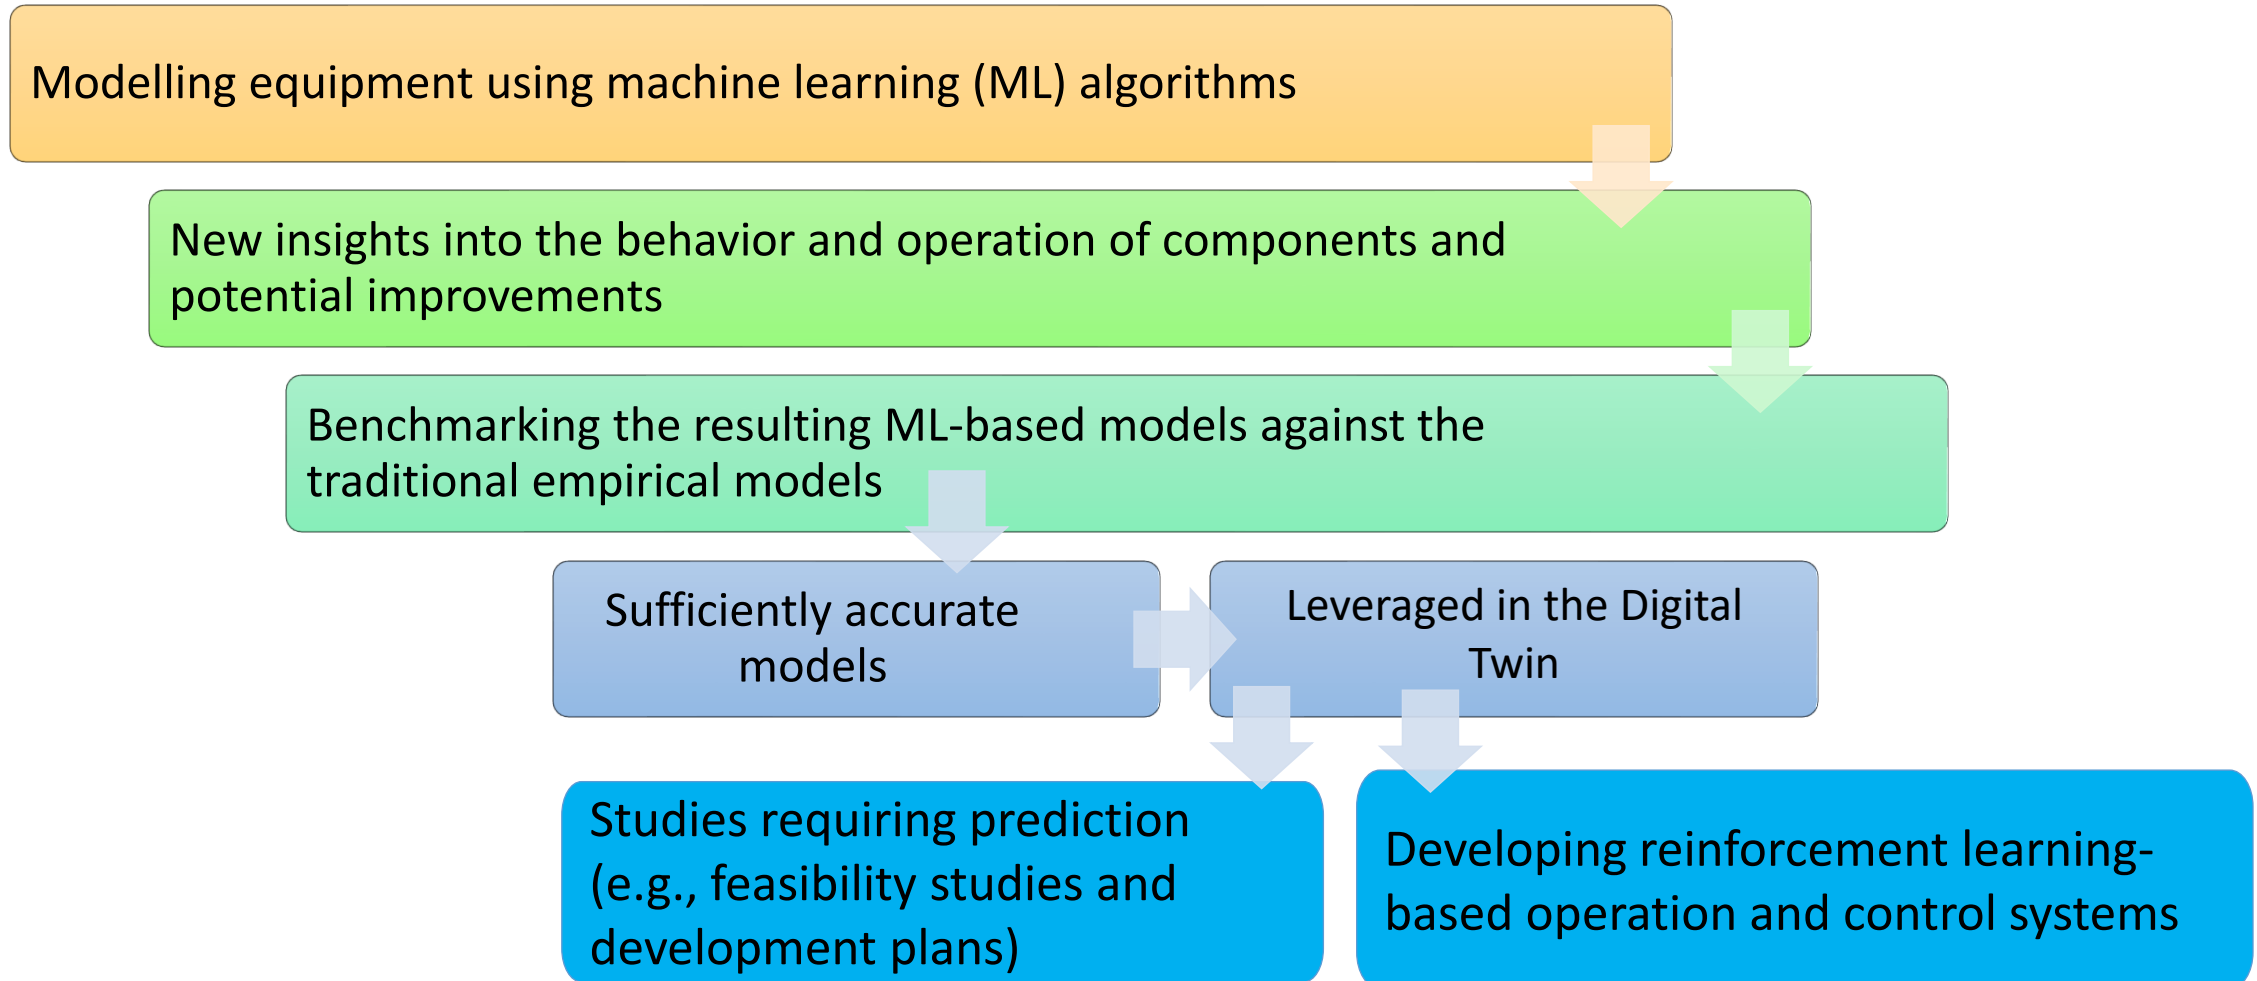 Modelling equipment using machine learning (ML) algorithms
New insights into the behavior and operation of components and
potential improvements
Benchmarking the resulting ML-based models against the
traditional empirical models
Sufficiently accurate
models
Leveraged in the Digital
Twin
Studies requiring prediction
(e.g., feasibility studies and
development plans)
Developing reinforcement learning-
based operation and control systems